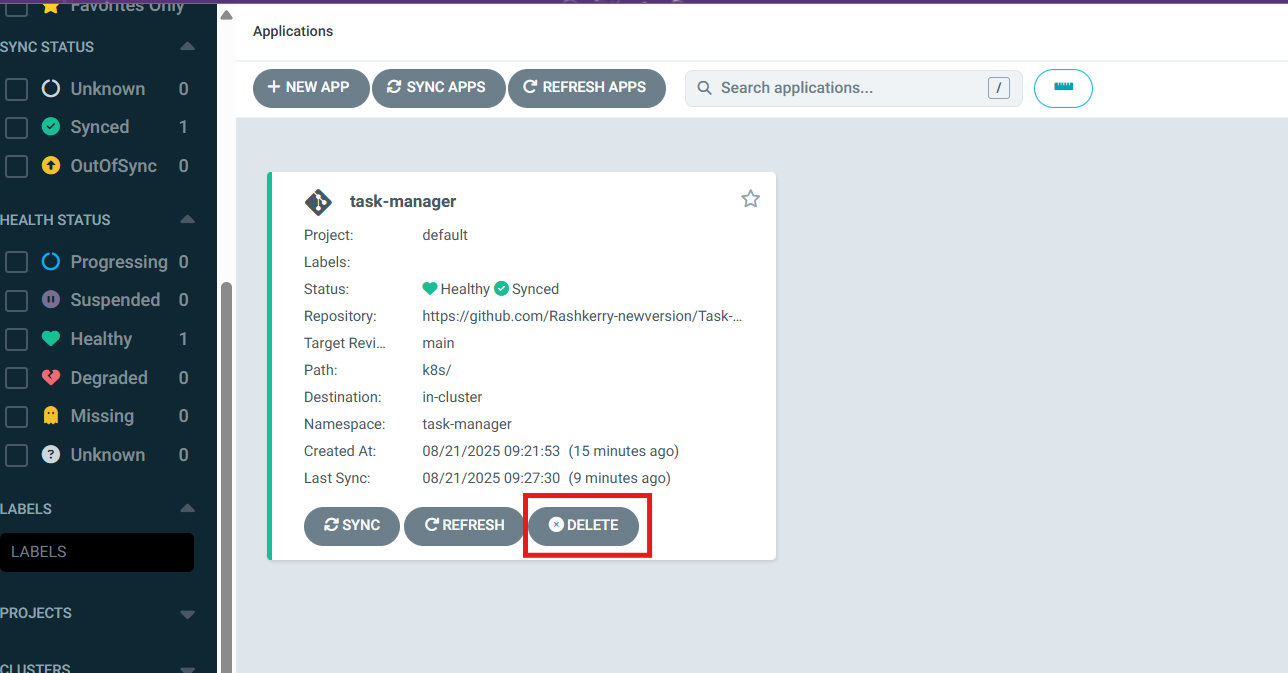 Favorites Only
SYNC STATUS
Unknown 0
Synced 1
OutOfSync 0
HEALTH STATUS
Progressing 0
Suspended 0
Healthy 1
Degraded 0
Missing 0
Unknown 0
LABELS
LABELS
PROJECTS
CLUSTERS
Applications
+ NEW APP SYNC APPS REFRESH APPS Search applications... /
task-manager
Project: default
Labels:
Status: Healthy Synced
Repository: https://github.com/Rashkerry-newversion/Task-...
Target Revi... main
Path: k8s/
Destination: in-cluster
Namespace: task-manager
Created At: 08/21/2025 09:21:53 (15 minutes ago)
Last Sync: 08/21/2025 09:27:30 (9 minutes ago)
SYNC REFRESH DELETE